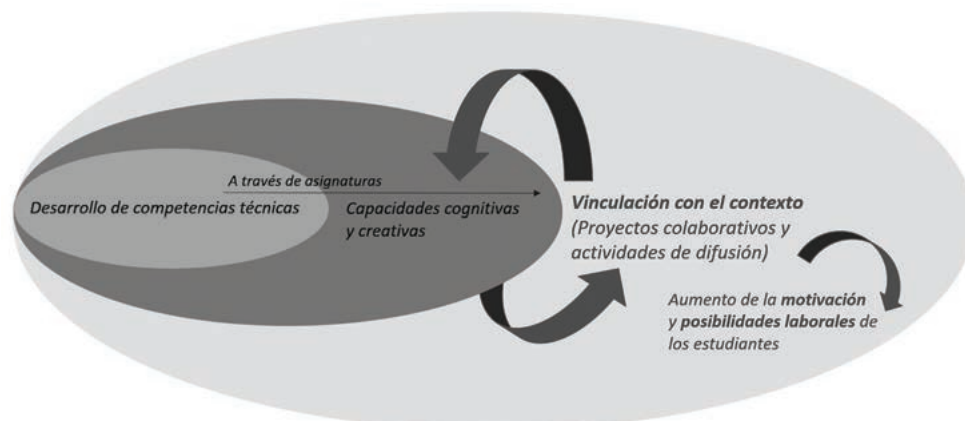 A través de asignaturas
Desarrollo de competencias técnicas
Capacidades cognitivas
y creativas
Vinculación con el contexto
(Proyectos colaborativos y
actividades de difusión)
Aumento de la motivación
y posibilidades laborales de
los estudiantes